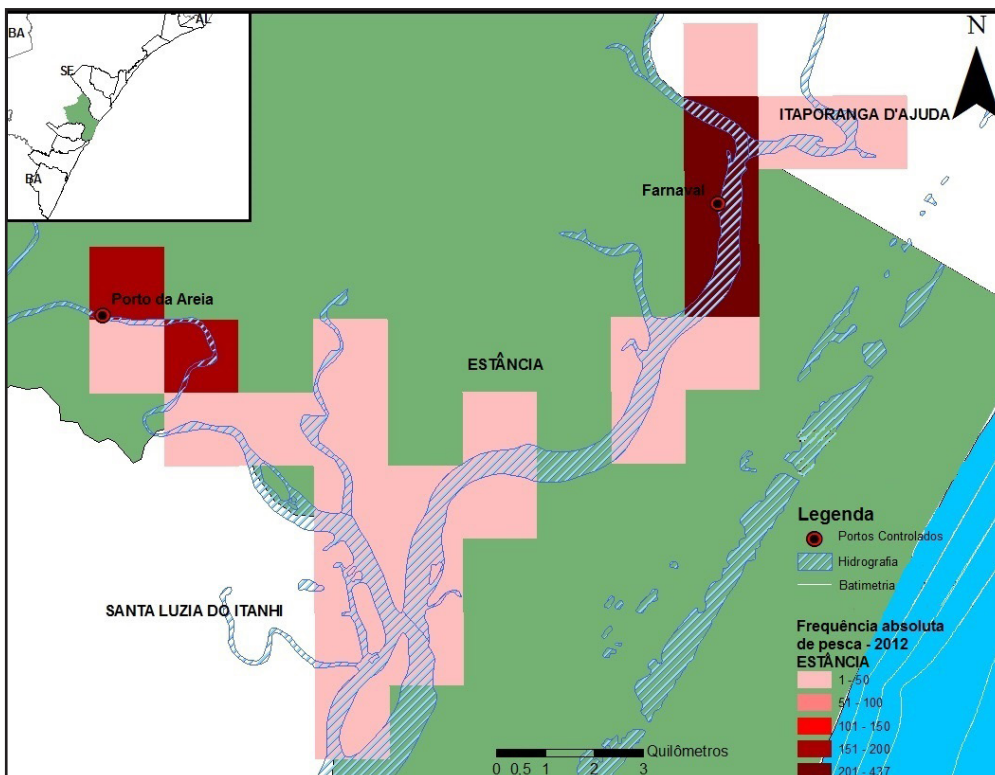 BA
AL
SE
BA
N
ITAPORANGA D'AJUDA
Farnaval
Porto da Areia
ESTÂNCIA
SANTA LUZIA DO ITANHI
Legenda
Portos Controlados
Hidrografia
Batimetria
Frequência absoluta
de pesca - 2012
ESTÂNCIA
1 - 50
51 - 100
101 - 150
151 - 200
201 - 437
Quilômetros
0 0,5 1 2 3